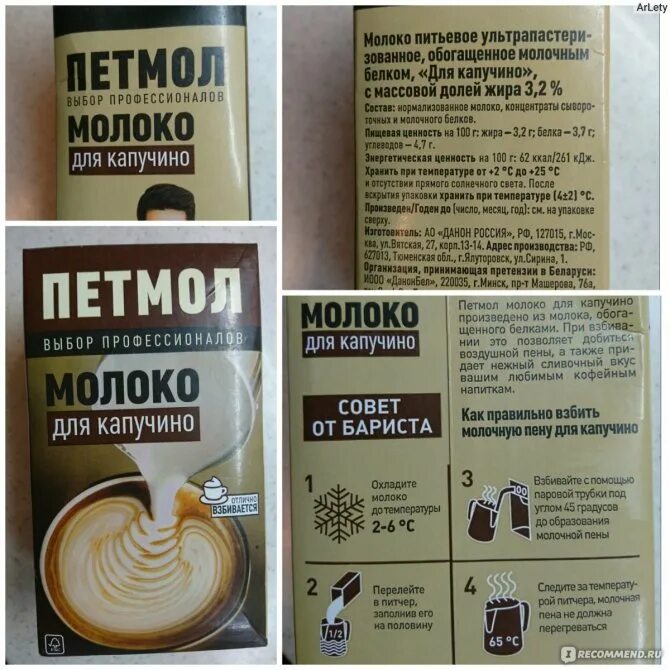 ArLety
ПЕТМОЛ
ВЫБОР ПРОФЕССИОНАЛОВ
МОЛОКО
для капучино
Молоко питьевое ультрапастери-
зованное, обогащенное молочным
белком, «Для капучино»,
с массовой долей жира 3,2 %
Состав: нормализованное молоко, концентраты сыворо-
точных и молочного белков.
Пищевая ценность на 100 г: жира – 3,2 г; белка – 3,7 г;
углеводов – 4,7 г.
Энергетическая ценность на 100 г: 62 ккал/261 кДж.
Хранить при температуре от +2 °С до +25 °С
и отсутствии прямого солнечного света. После
вскрытия упаковки хранить при температуре (4±2) °С.
Произведен/Годен до (число, месяц, год): см. на упаковке
сверху.
Изготовитель: АО «ДАНОН РОССИЯ», РФ, 127015, г.Мос-
ква, ул.Вятская, 27, корп.13-14. Адрес производства: РФ,
627013, Тюменская обл., г.Ялуторовск, ул.Сирина, 1.
Организация, принимающая претензии в Беларуси:
ИООО «ДанонБел», 220035, г.Минск, пр-т Машерова, 76а,
ПЕТМОЛ
ВЫБОР ПРОФЕССИОНАЛОВ
МОЛОКО
для капучино
ОТЛИЧНО
ВЗБИВАЕТСЯ
FSC
МОЛОКО
для капучино
Петмол молоко для капучино
произведено из молока, обога-
щенного белками. При взбива-
нии это позволяет добиться
воздушной пены, а также при-
дает нежный сливочный вкус
вашим любимым кофейным
напиткам.
СОВЕТ
ОТ БАРИСТА
Как правильно взбить
молочную пену для капучино
1
Охладите
молоко
до температуры
2-6 °С
2
Перелейте
в питчер,
заполнив его
на половину
1/2
3
100
Взбивайте с помощью
паровой трубки под
углом 45 градусов
до образования
молочной пены
4
65 °С
Следите за температу-
рой питчера, молочная
пена не должна
перегреваться
IRECOMMEND.RU